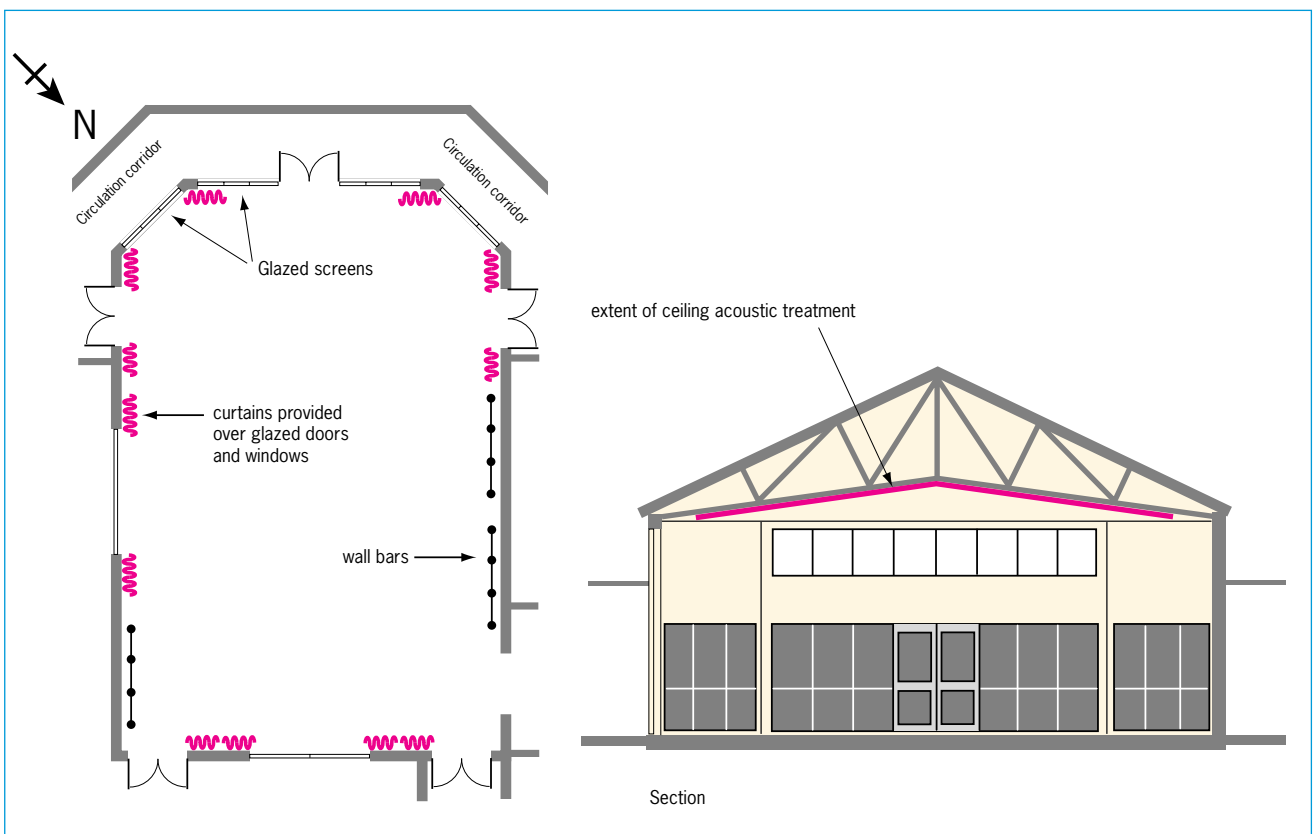 N
Circulation corridor
Circulation corridor
Glazed screens
curtains provided
over glazed doors
and windows
wall bars
extent of ceiling acoustic treatment
Section